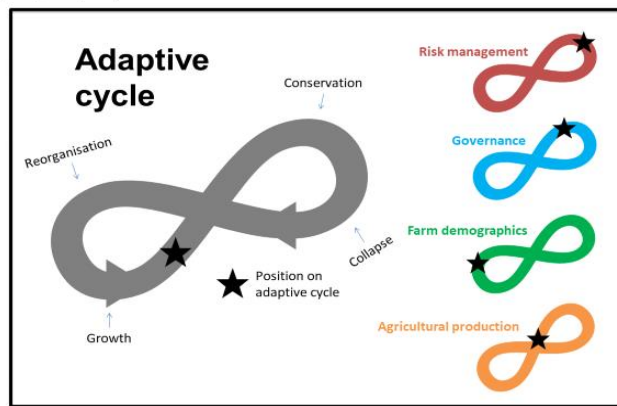 Adaptive
cycle
Conservation
Reorganisation
Collapse
Position on
adaptive cycle
Growth
Risk management
Governance
Farm demographics
Agricultural production